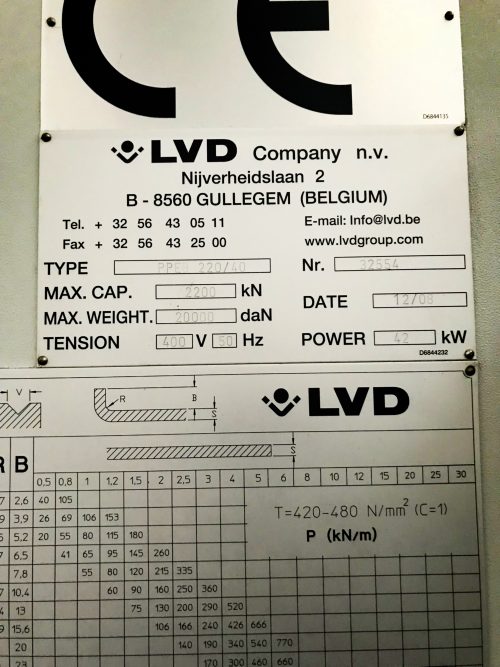 CE
D6844135
LVD Company n.v.
Nijverheidslaan 2
B - 8560 GULLEGEM (BELGIUM)
Tel. + 32 56 43 05 11 E-mail: Info@lvd.be
Fax + 32 56 43 25 00 www.lvdgroup.com
TYPE PPEB 220/40 Nr. 32554
MAX. CAP. 2200 kN
MAX. WEIGHT. 20000 daN DATE 12/08
TENSION 400 V 50 Hz POWER 42 kW
D6844232
V R B S LVD
S
R B 0,5 0,8 1 1,2 1,5 2 2,5 3 4 5 6 8 10 12 15 20 25 30
2,6 40 105
3,9 26 69 106 153 T=420-480 N/mm² (C=1)
5,2 20 55 80 115 180 P (kN/m)
6,5 41 65 95 145 260
7,8 55 80 120 215 335
10,4 60 90 160 250 360
13 75 130 200 290 520
15,6 106 166 240 426 666
20 140 190 340 540 770
23 170 300 460 660